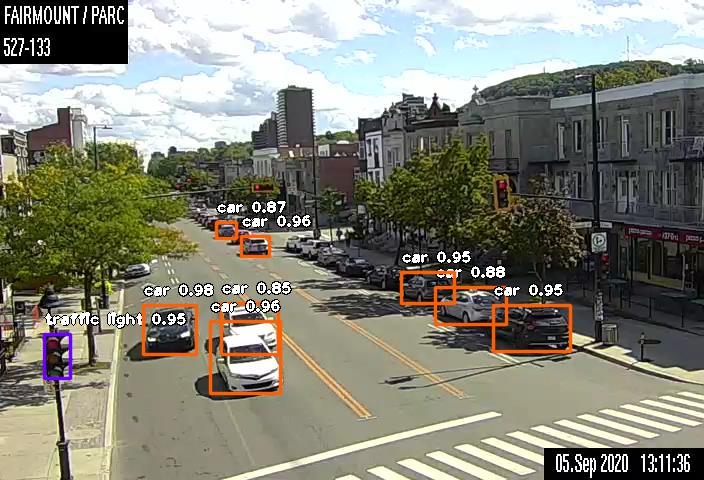 FAIRMOUNT / PARC
527-133
car 0.87
car 0.96
car 0.95
car 0.88
car 0.98
car 0.85
car 0.95
car 0.96
traffic light 0.95
05.Sep 2020 13:11:36